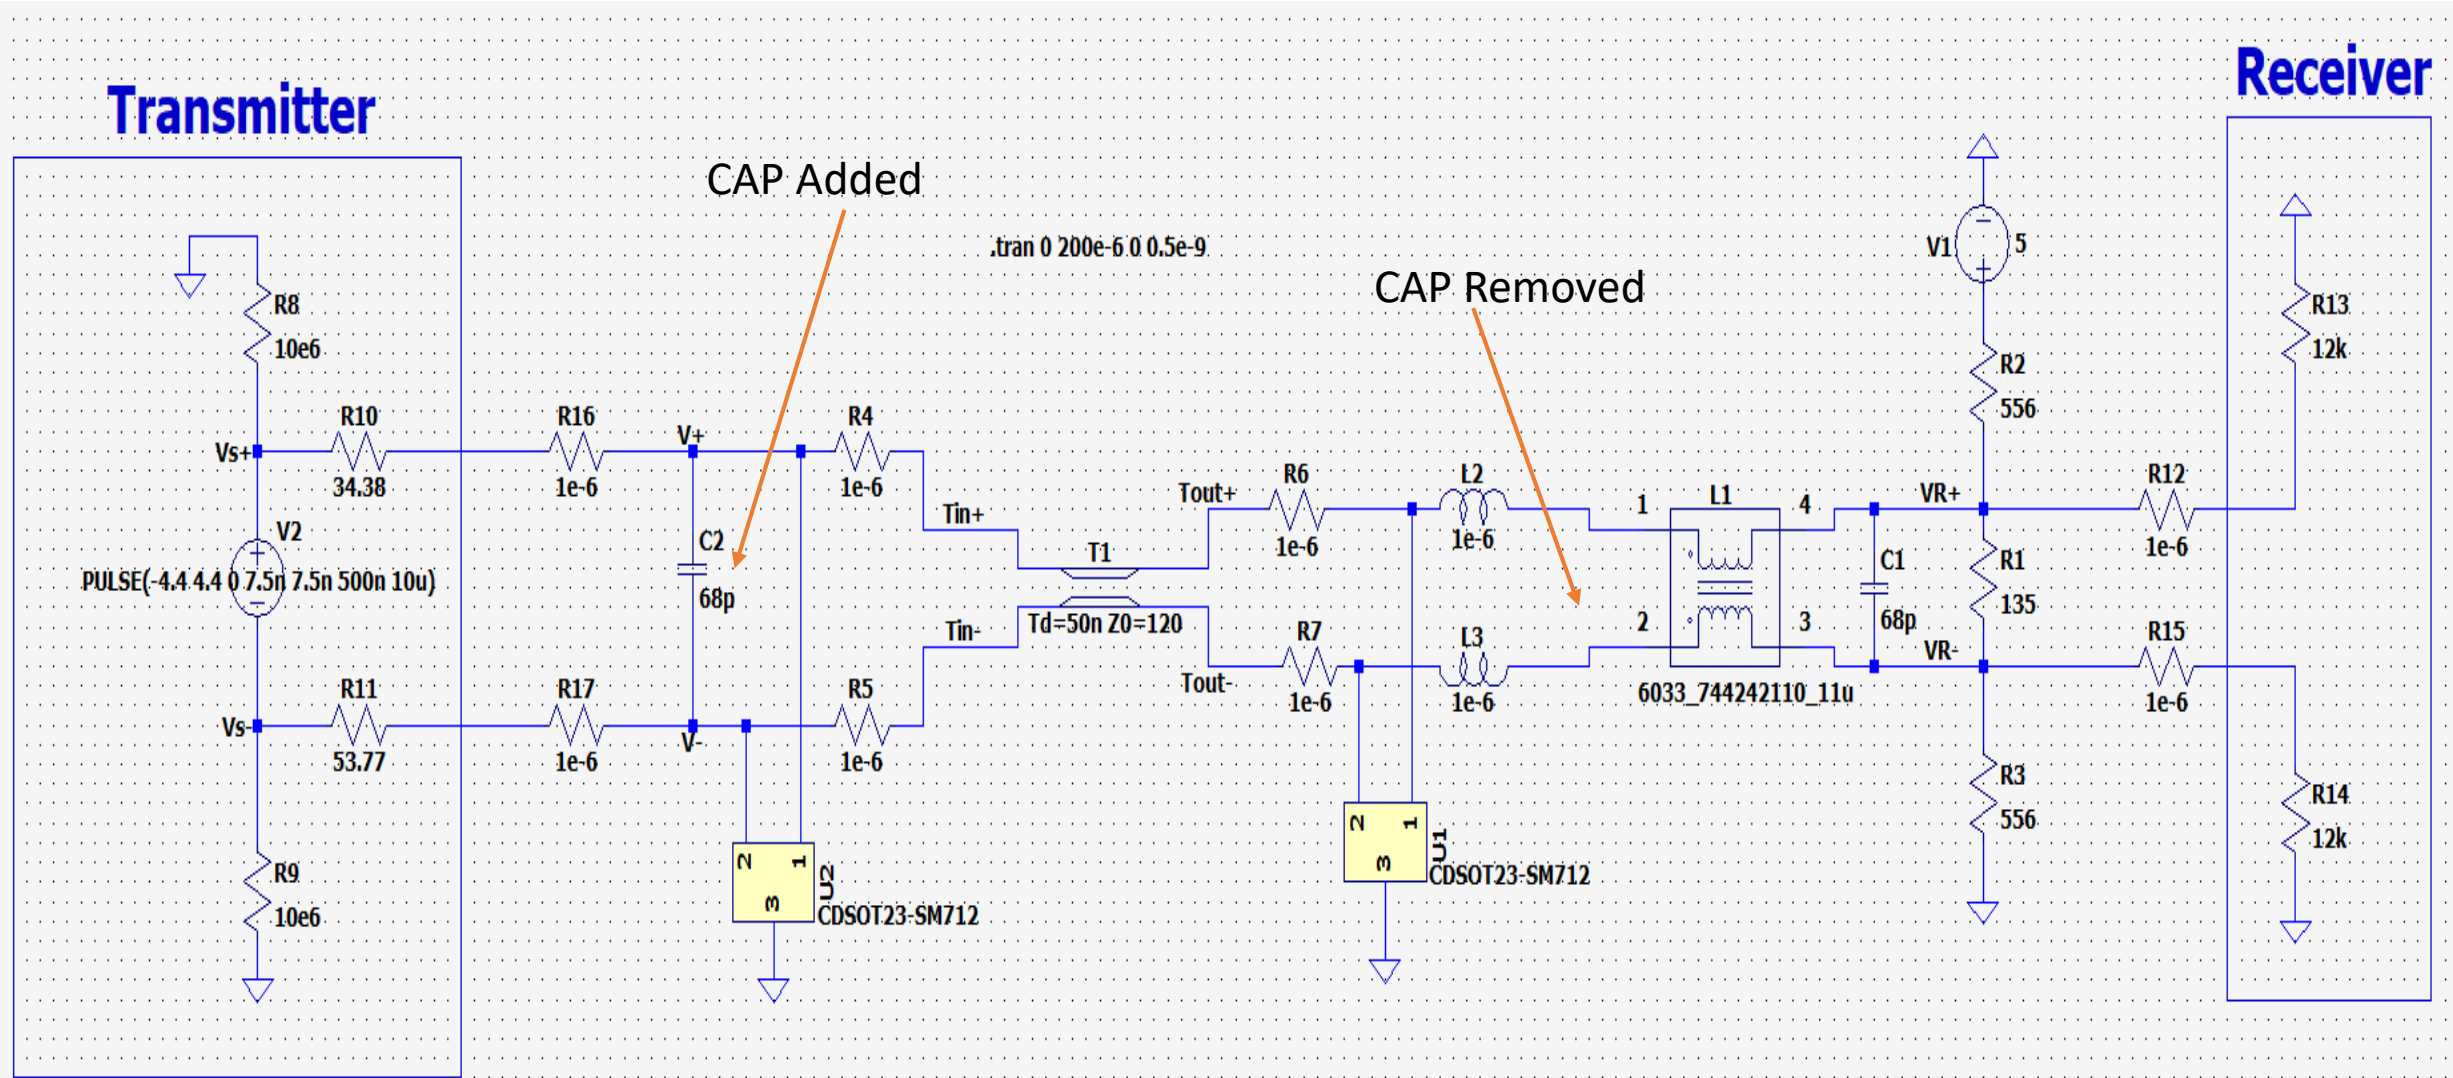 Transmitter
Receiver
CAP Added
.tran 0 200e-6 0 0.5e-9
CAP Removed
V1
5
R8
10e6
R13
12k
R2
556
R10
34.38
R16
1e-6
V+
R4
1e-6
Vs+
R6
1e-6
L2
1e-6
Tout+
Tin+
1
L1
4
VR+
R12
1e-6
V2
PULSE(-4.4 4.4 0 7.5n 7.5n 500n 10u)
C2
68p
T1
Td=50n Z0=120
C1
68p
R1
135
Tin-
R7
1e-6
L3
1e-6
2
3
VR-
R15
1e-6
Tout-
6033_744242110_11u
R11
53.77
R17
1e-6
V-
R5
1e-6
Vs-
R3
556
R14
12k
2
1
3
U1
CDSOT23-SM712
2
1
3
U2
CDSOT23-SM712
R9
10e6